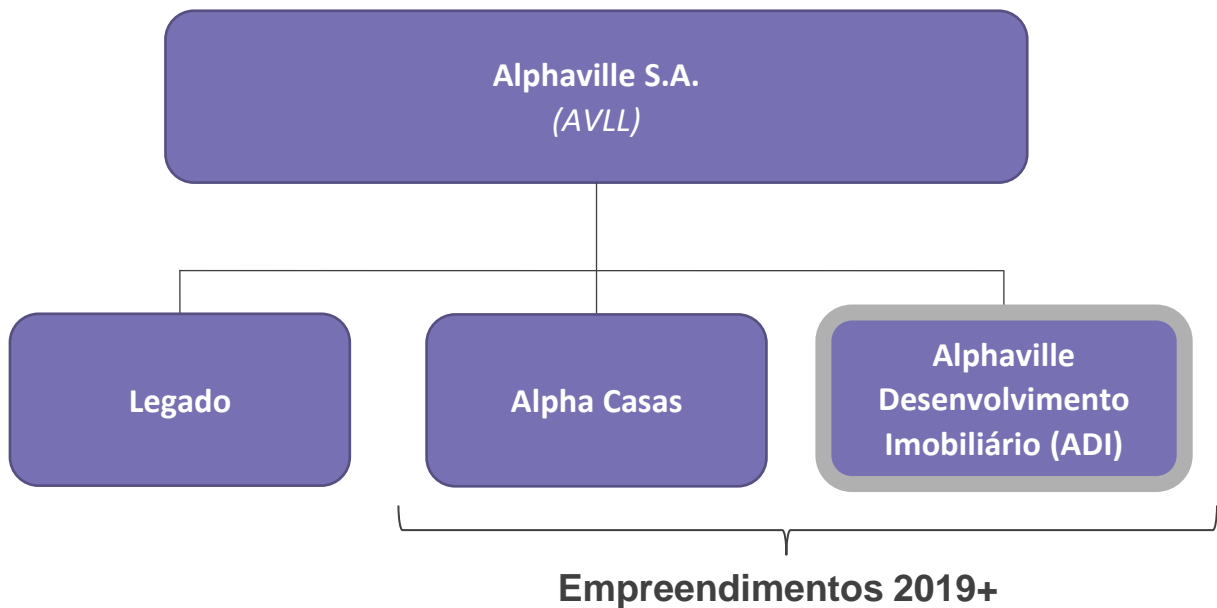 Alphaville S.A.
(AVLL)
Legado
Alpha Casas
Alphaville
Desenvolvimento
Imobiliário (ADI)
Empreendimentos 2019+